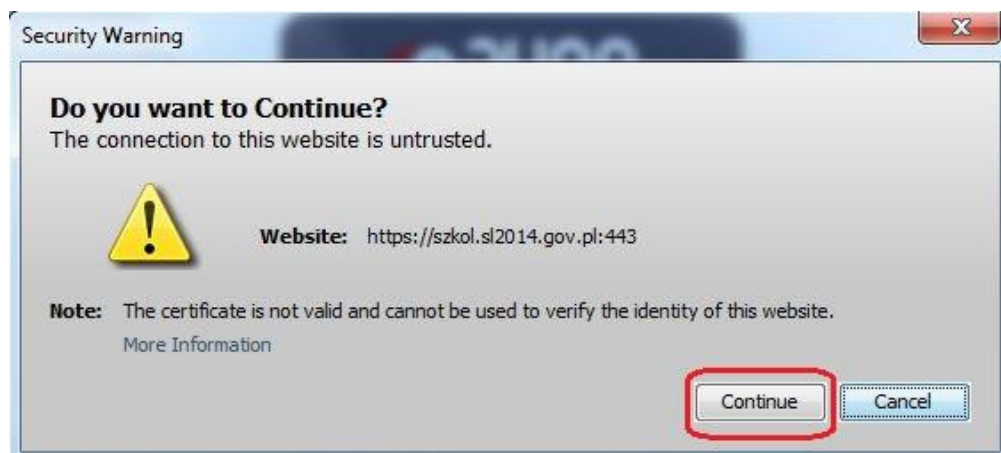 Security Warning
Do you want to Continue?
The connection to this website is untrusted.
Website: https://szkol.sl2014.gov.pl:443
Note: The certificate is not valid and cannot be used to verify the identity of this website.
More Information
Continue Cancel